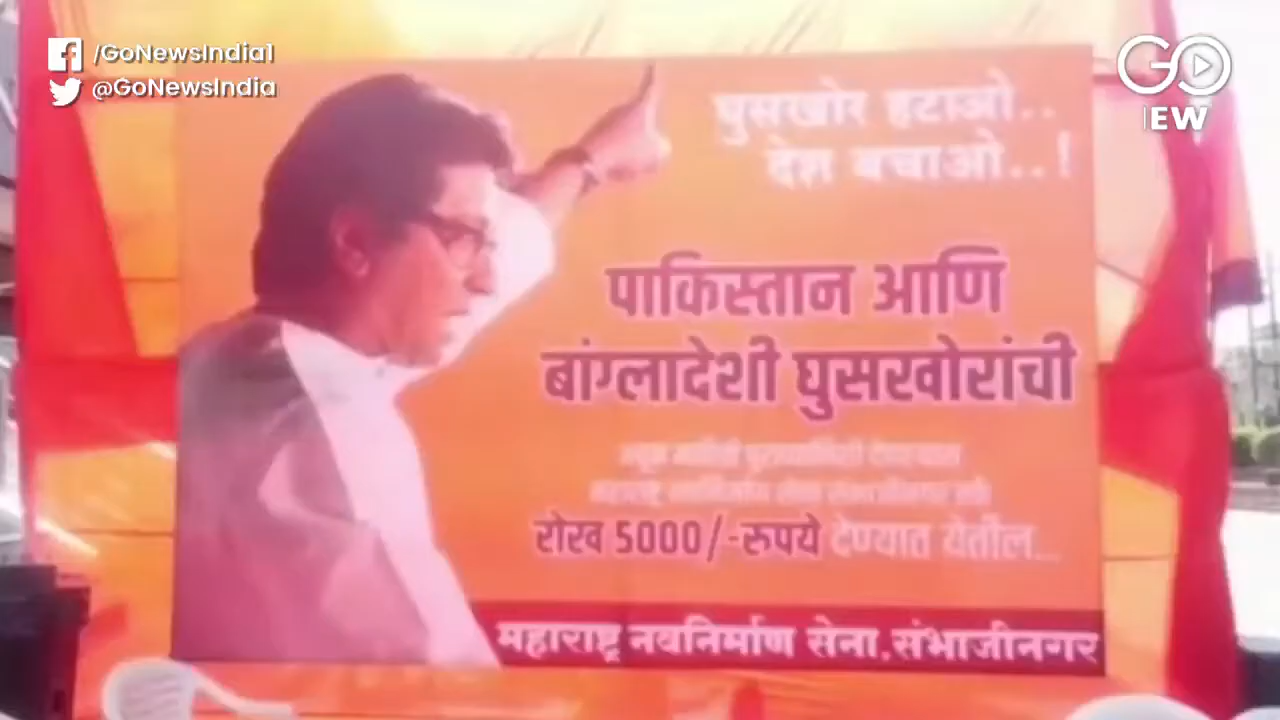 /GoNewsIndia1
@GoNewsIndia
GO
EW
घुसखोर हटाओ..
देश बचाओ..!
पाकिस्तान आणि
बांग्लादेशी घुसखोरांची
रोख 5000/-रुपये देण्यात येतील...
महाराष्ट्र नवनिर्माण सेना,संभाजीनगर